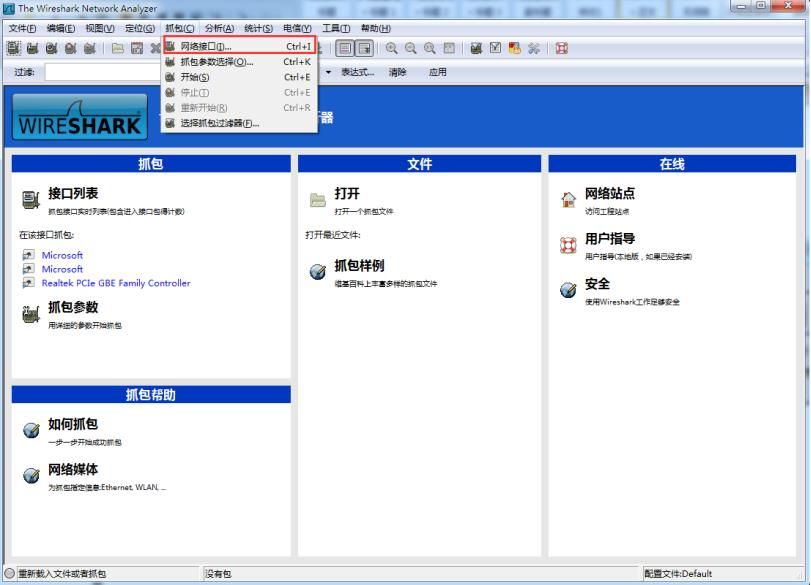 The Wireshark Network Analyzer
文件(F) 编辑(E) 视图(V) 定位(G) 抓包(C) 分析(A) 统计(S) 电信(Y) 工具(T) 帮助(H)
网络接口(I)... Ctrl+I
抓包参数选择(O)... Ctrl+K
开始(S) Ctrl+E
停止(T) Ctrl+E
重新开始(R) Ctrl+R
选择抓包过滤器(F)...
过滤: 表达式... 清除 应用
WIRESHARK
器
抓包
接口列表
抓包接口实时列表(包含进入接口包得计数)
在该接口抓包:
Microsoft
Microsoft
Realtek PCIe GBE Family Controller
抓包参数
用详细的参数开始抓包
抓包帮助
如何抓包
一步一步开始成功抓包
网络媒体
为抓包指定信息:Ethernet, WLAN, ...
文件
打开
打开一个抓包文件
打开最近文件:
抓包样例
维基百科上丰富多样的抓包文件
在线
网络站点
访问工程站点
用户指导
用户指导(本地版，如果已经安装)
安全
使用Wireshark工作足够安全
重新载入文件或者抓包 没有包 配置文件:Default